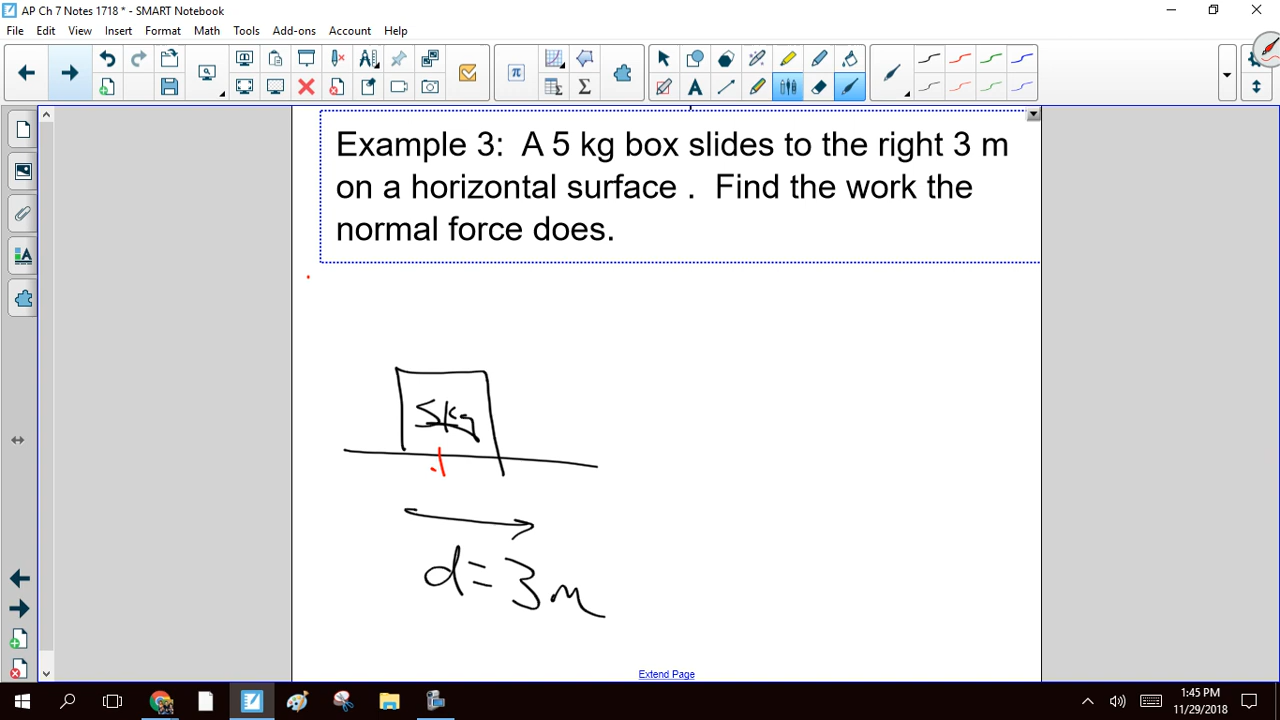 AP Ch 7 Notes 1718 * - SMART Notebook
File Edit View Insert Format Math Tools Add-ons Account Help
Example 3: A 5 kg box slides to the right 3 m
on a horizontal surface . Find the work the
normal force does.
5kg
d=3m
Extend Page
1:45 PM
11/29/2018